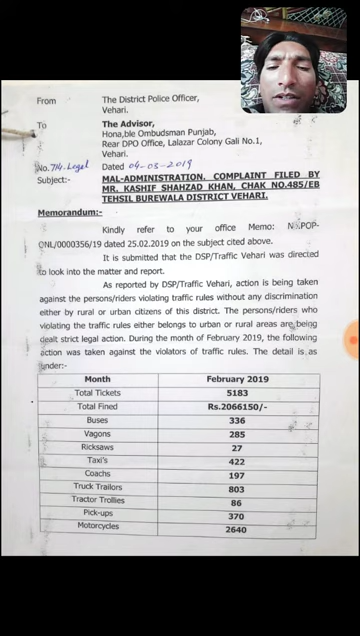 From The District Police Officer,
Vehari.
To The Advisor,
Hona,ble Ombudsman Punjab,
Rear DPO Office, Lalazar Colony Gali No.1,
Vehari.
No. 714-Legal Dated 04-03-2019
Subject:- MAL-ADMINISTRATION, COMPLAINT FILED BY
MR. KASHIF SHAHZAD KHAN, CHAK NO.485/EB
TEHSIL BUREWALA DISTRICT VEHARI.
Memorandum:-
Kindly refer to your office Memo: No.POP-
ONL/0000356/19 dated 25.02.2019 on the subject cited above.
It is submitted that the DSP/Traffic Vehari was directed
to look into the matter and report.
As reported by DSP/Traffic Vehari, action is being taken
against the persons/riders violating traffic rules without any discrimination
either by rural or urban citizens of this district. The persons/riders who
violating the traffic rules either belongs to urban or rural areas are being
dealt strict legal action. During the month of February 2019, the following
action was taken against the violators of traffic rules. The detail is as
under:-
Month February 2019
Total Tickets 5183
Total Fined Rs.2066150/-
Buses 336
Vagons 285
Ricksaws 27
Taxi's 422
Coachs 197
Truck Trailors 803
Tractor Trollies 86
Pick-ups 370
Motorcycles 2640